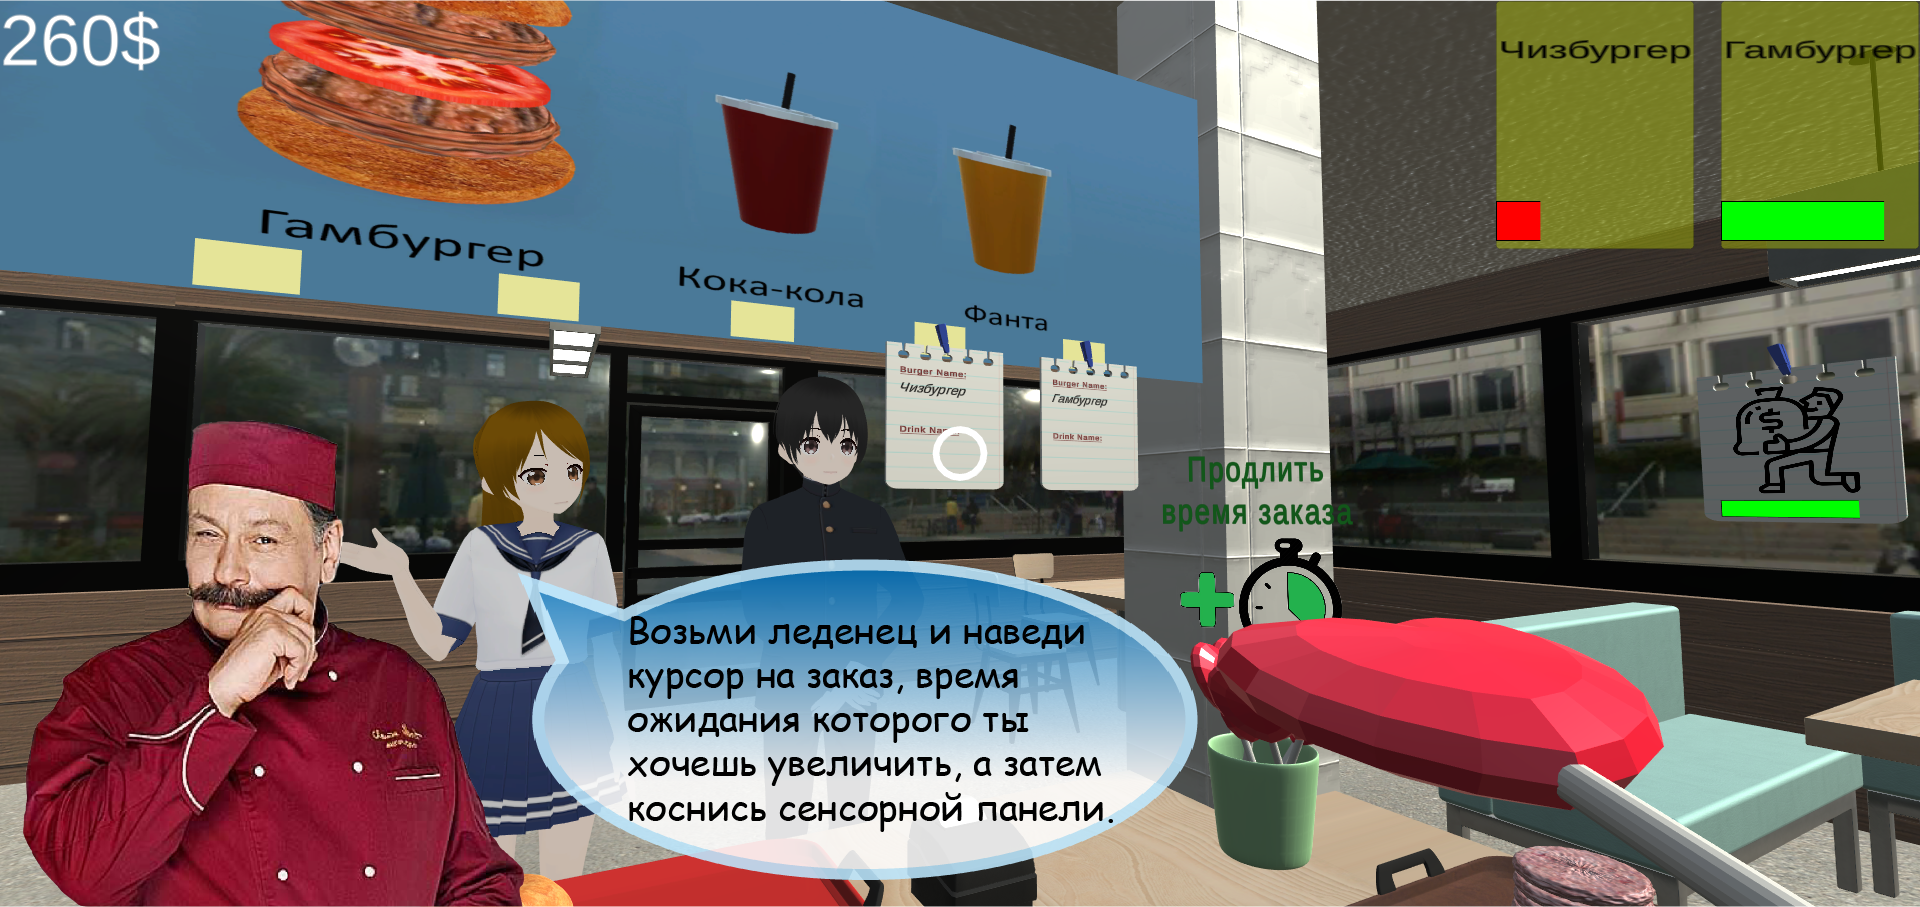 260$
Чизбургер
Гамбургер
Гамбургер
Кока-кола
Фанта
Burger Name:
Чизбургер
Drink
Burger Name:
Гамбургер
Drink Name:
Продлить
время заказа
Возьми леденец и наведи
курсор на заказ, время
ожидания которого ты
хочешь увеличить, а затем
коснись сенсорной панели.